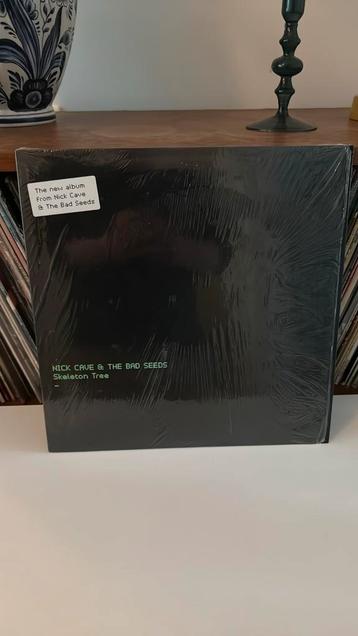 The new album
from Nick Cave
& The Bad Seeds
NICK CAVE & THE BAD SEEDS
Skeleton Tree
–